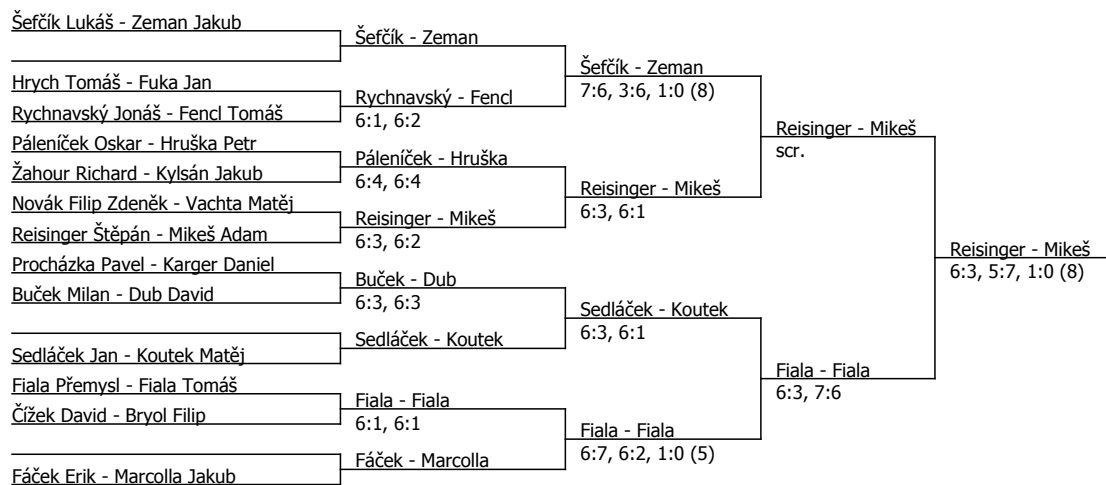 Šefčík Lukáš - Zeman Jakub
Hrych Tomáš - Fuka Jan
Rychnavský Jonáš - Fencl Tomáš
Páleníček Oskar - Hruška Petr
Žahour Richard - Kylsán Jakub
Novák Filip Zdeněk - Vachta Matěj
Reisinger Štěpán - Mikeš Adam
Procházka Pavel - Karger Daniel
Buček Milan - Dub David
Sedláček Jan - Koutek Matěj
Fiala Přemysl - Fiala Tomáš
Čížek David - Bryol Filip
Fáček Erik - Marcolla Jakub
Šefčík - Zeman
Rychnavský - Fencl
6:1, 6:2
Páleníček - Hruška
6:4, 6:4
Reisinger - Mikeš
6:3, 6:2
Buček - Dub
6:3, 6:3
Sedláček - Koutek
Fiala - Fiala
6:1, 6:1
Fáček - Marcolla
Šefčík - Zeman
7:6, 3:6, 1:0 (8)
Reisinger - Mikeš
6:3, 6:1
Sedláček - Koutek
6:3, 6:1
Fiala - Fiala
6:7, 6:2, 1:0 (5)
Reisinger - Mikeš
scr.
Fiala - Fiala
6:3, 7:6
Reisinger - Mikeš
6:3, 5:7, 1:0 (8)